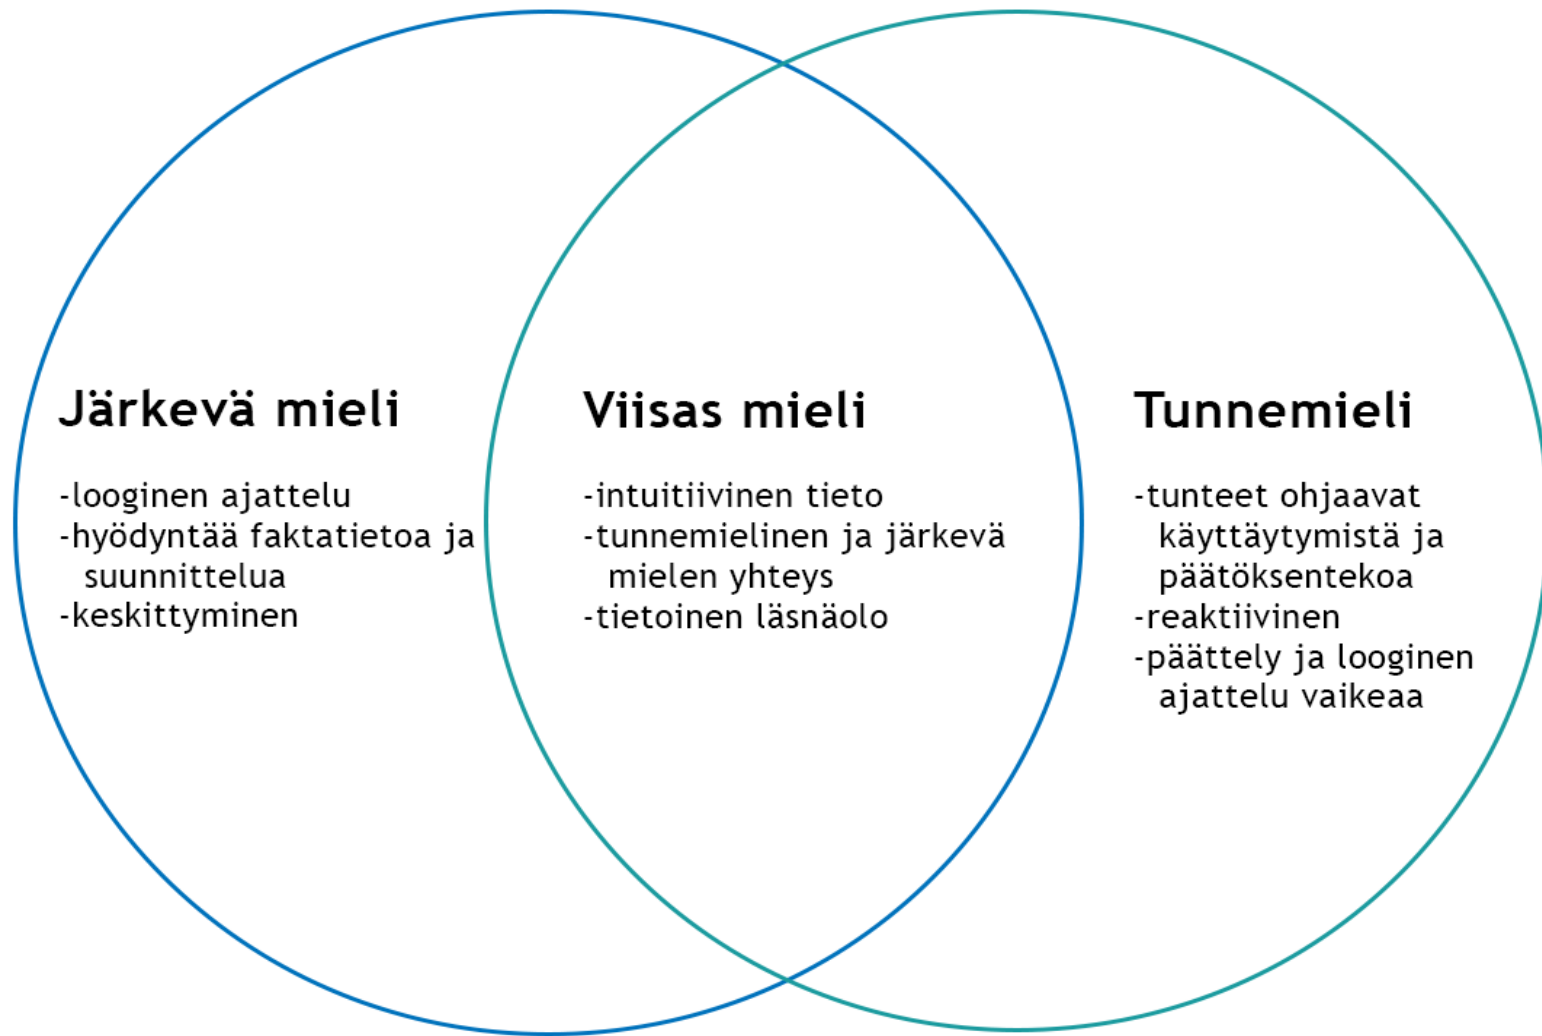 Järkevä mieli
-looginen ajattelu
-hyödyntää faktatietoa ja
suunnittelua
-keskittyminen
Viisas mieli
-intuitiivinen tieto
-tunnemielinen ja järkevä
mielen yhteys
-tietoinen läsnäolo
Tunnemieli
-tunteet ohjaavat
käyttäytymistä ja
päätöksentekoa
-reaktiivinen
-päättely ja looginen
ajattelu vaikeaa